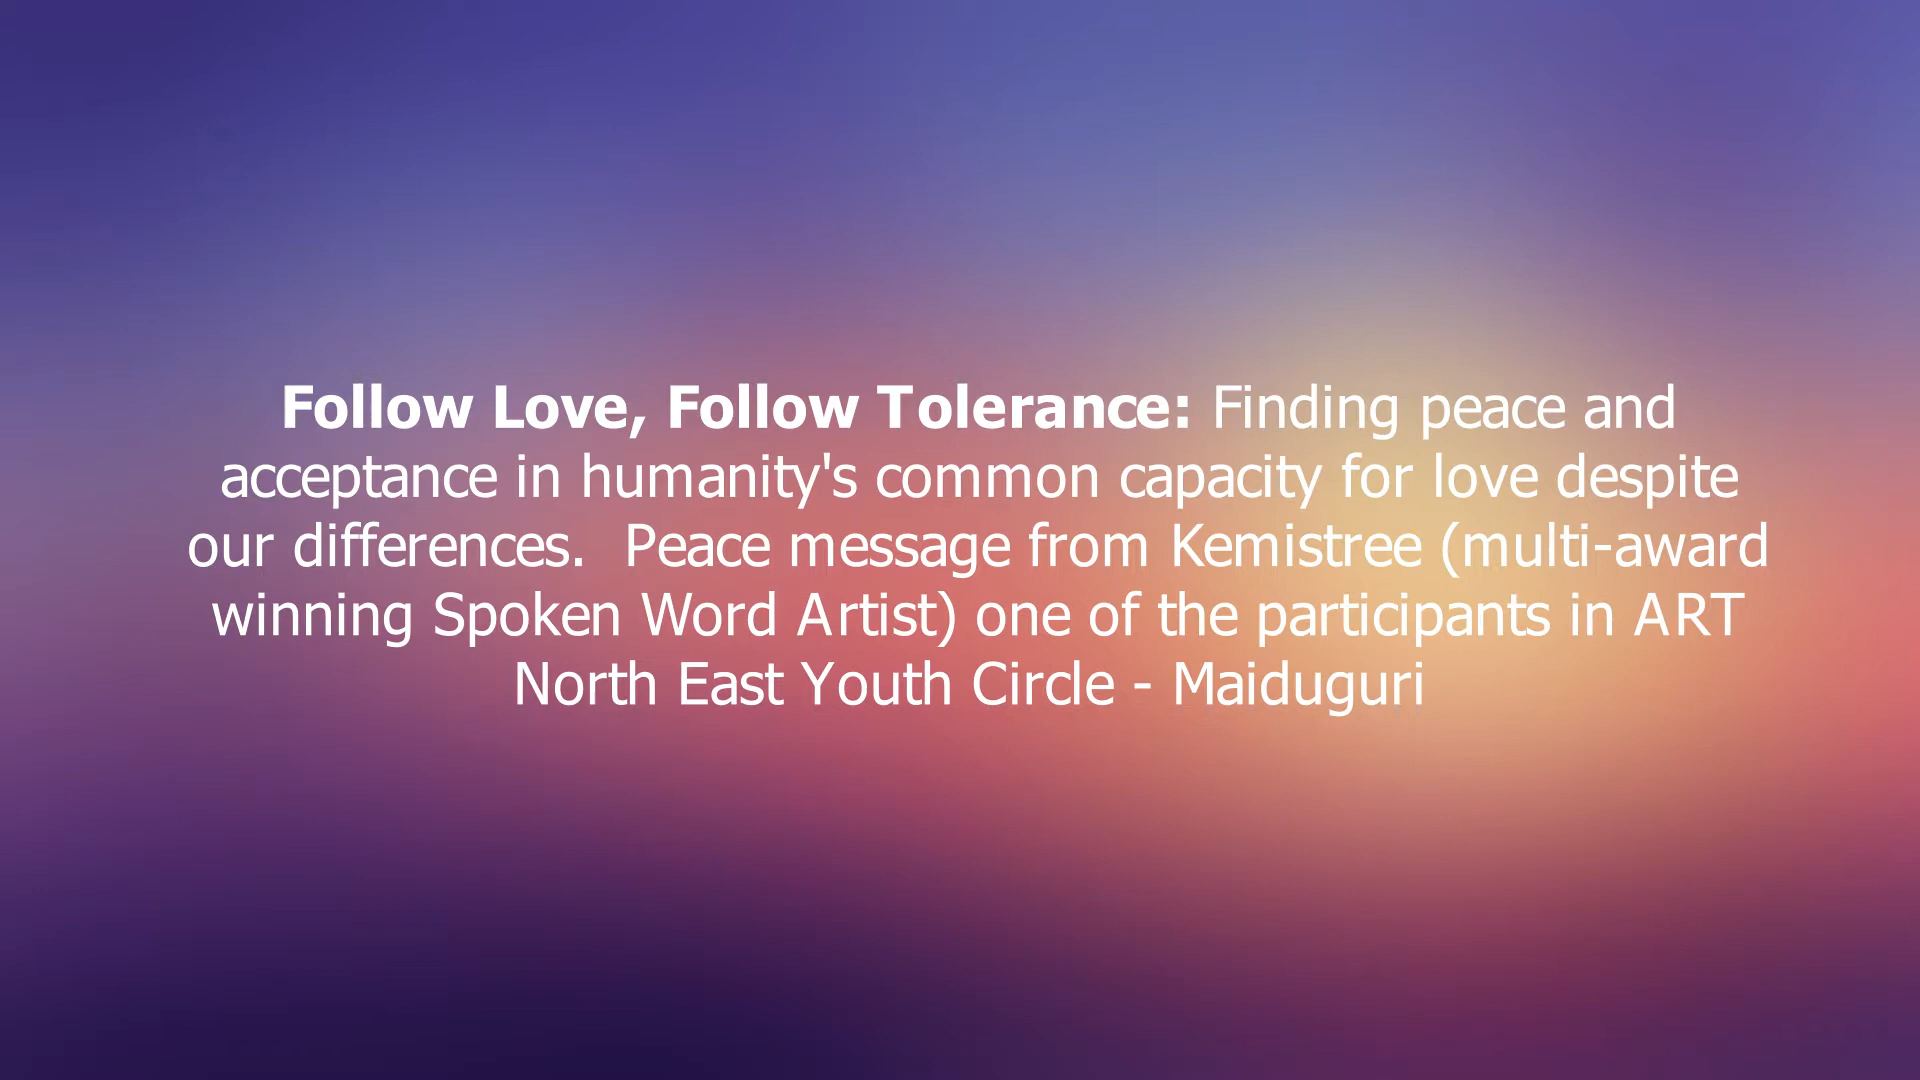 Follow Love, Follow Tolerance: Finding peace and
acceptance in humanity's common capacity for love despite
our differences.  Peace message from Kemistree (multi-award
winning Spoken Word Artist) one of the participants in ART
North East Youth Circle - Maiduguri